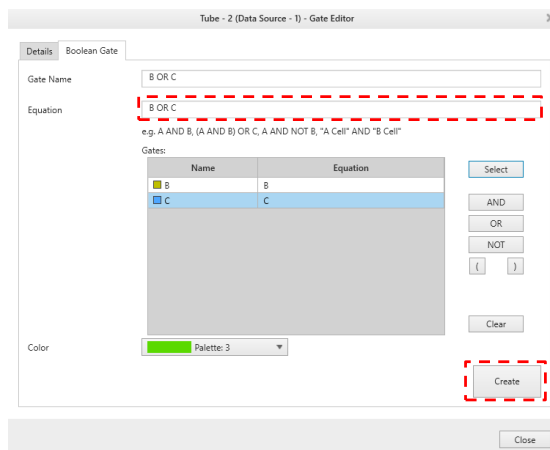 Tube - 2 (Data Source - 1) - Gate Editor
Details Boolean Gate
Gate Name B OR C
Equation B OR C
e.g. A AND B, (A AND B) OR C, A AND NOT B, "A Cell" AND "B Cell"
Gates:
Name Equation
B B
C C
Select
AND
OR
NOT
( )
Clear
Color Palette: 3
Create
Close